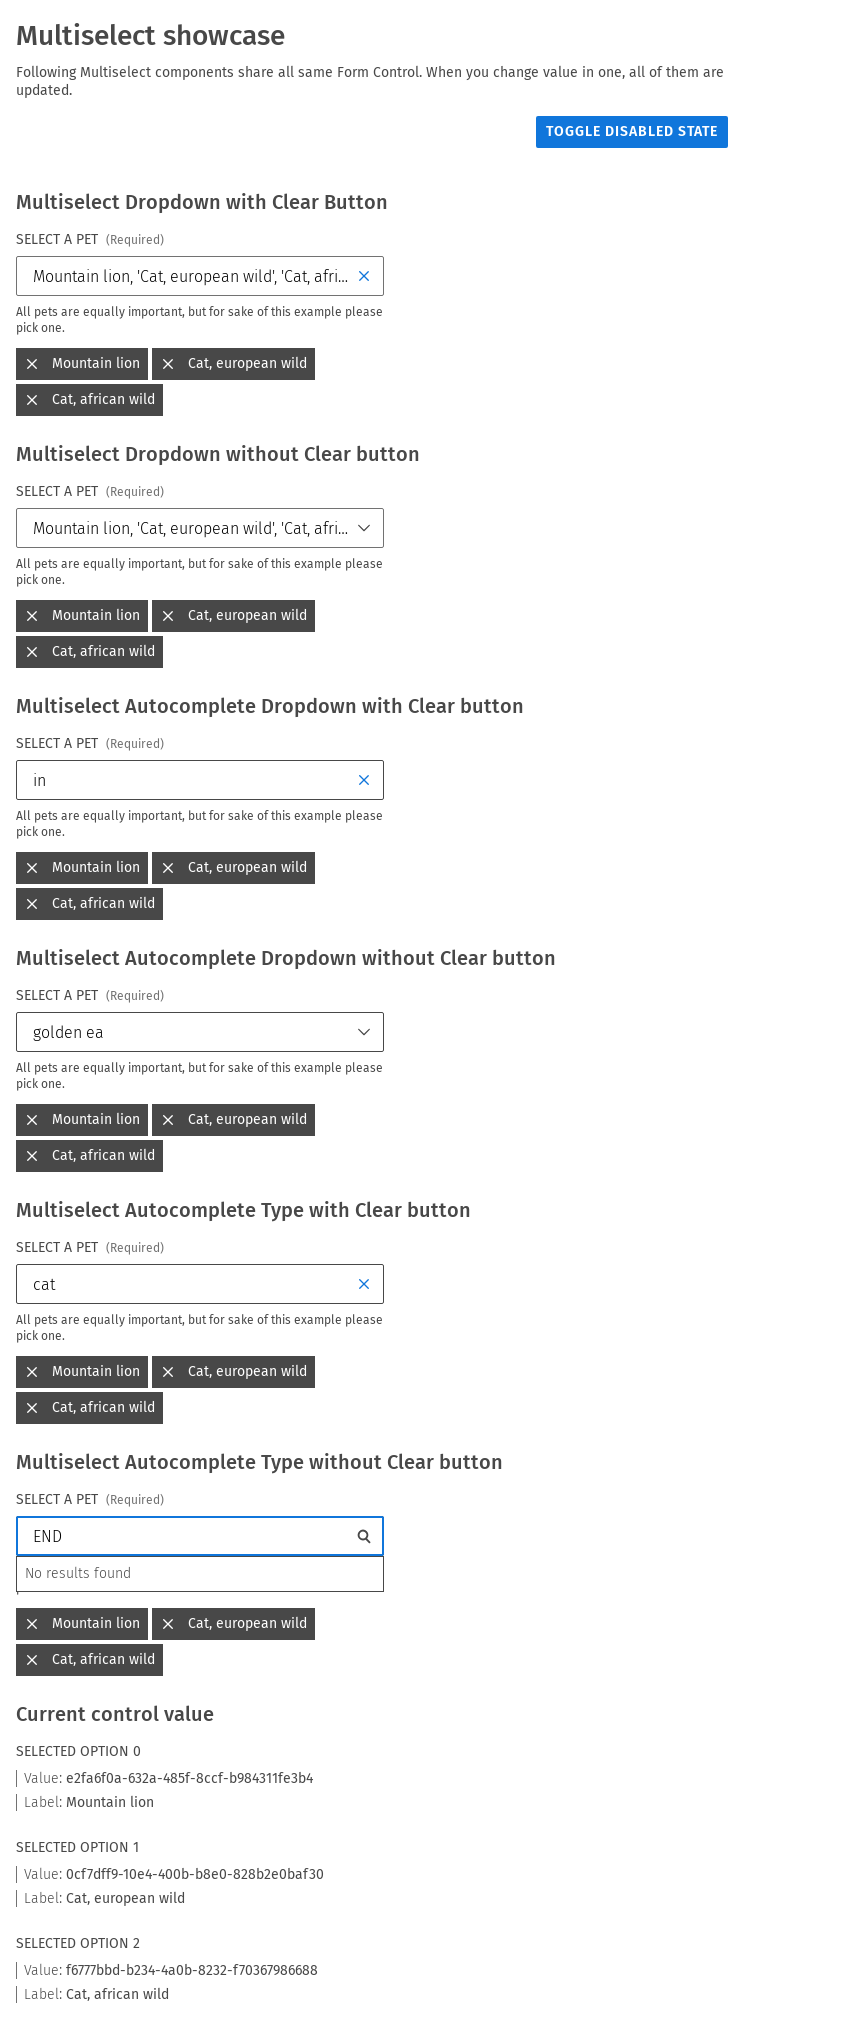 Multiselect showcase
Following Multiselect components share all same Form Control. When you change value in one, all of them are
updated.
TOGGLE DISABLED STATE
Multiselect Dropdown with Clear Button
SELECT A PET (Required)
Mountain lion, 'Cat, european wild', 'Cat, afri...
All pets are equally important, but for sake of this example please
pick one.
Mountain lion Cat, european wild
Cat, african wild
Multiselect Dropdown without Clear button
SELECT A PET (Required)
Mountain lion, 'Cat, european wild', 'Cat, afri...
All pets are equally important, but for sake of this example please
pick one.
Mountain lion Cat, european wild
Cat, african wild
Multiselect Autocomplete Dropdown with Clear button
SELECT A PET (Required)
in
All pets are equally important, but for sake of this example please
pick one.
Mountain lion Cat, european wild
Cat, african wild
Multiselect Autocomplete Dropdown without Clear button
SELECT A PET (Required)
golden ea
All pets are equally important, but for sake of this example please
pick one.
Mountain lion Cat, european wild
Cat, african wild
Multiselect Autocomplete Type with Clear button
SELECT A PET (Required)
cat
All pets are equally important, but for sake of this example please
pick one.
Mountain lion Cat, european wild
Cat, african wild
Multiselect Autocomplete Type without Clear button
SELECT A PET (Required)
END
No results found
Mountain lion Cat, european wild
Cat, african wild
Current control value
SELECTED OPTION 0
Value: e2fa6f0a-632a-485f-8ccf-b984311fe3b4
Label: Mountain lion
SELECTED OPTION 1
Value: 0cf7dff9-10e4-400b-b8e0-828b2e0baf30
Label: Cat, european wild
SELECTED OPTION 2
Value: f6777bbd-b234-4a0b-8232-f70367986688
Label: Cat, african wild